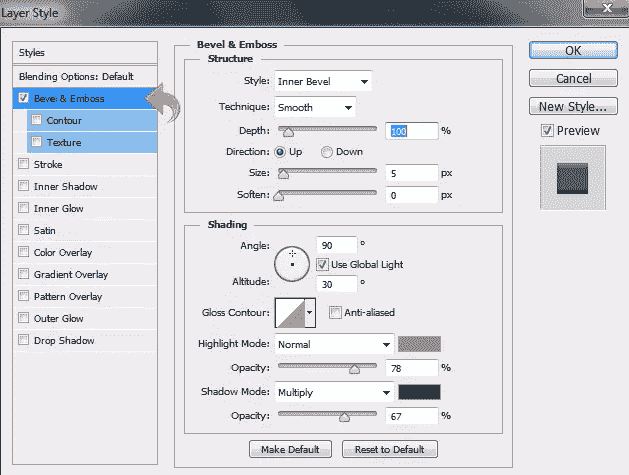 Layer Style
Styles
Blending Options: Default
Bevel & Emboss
Contour
Texture
Stroke
Inner Shadow
Inner Glow
Satin
Color Overlay
Gradient Overlay
Pattern Overlay
Outer Glow
Drop Shadow
Bevel & Emboss
Structure
Style: Inner Bevel
Technique: Smooth
Depth: 100 %
Direction: Up Down
Size: 5 px
Soften: 0 px
Shading
Angle: 90 °
Use Global Light
Altitude: 30 °
Gloss Contour: Anti-aliased
Highlight Mode: Normal
Opacity: 78 %
Shadow Mode: Multiply
Opacity: 67 %
Make Default Reset to Default
OK
Cancel
New Style...
Preview